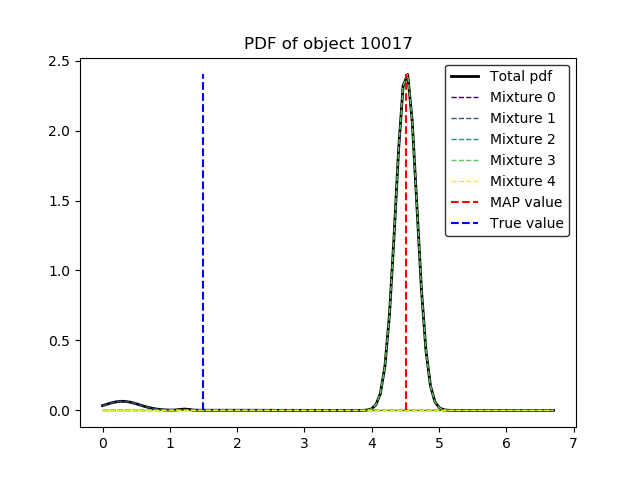 PDF of object 10017
2.5
2.0
1.5
1.0
0.5
0.0
Total pdf
Mixture 0
Mixture 1
Mixture 2
Mixture 3
Mixture 4
MAP value
True value
0 1 2 3 4 5 6 7